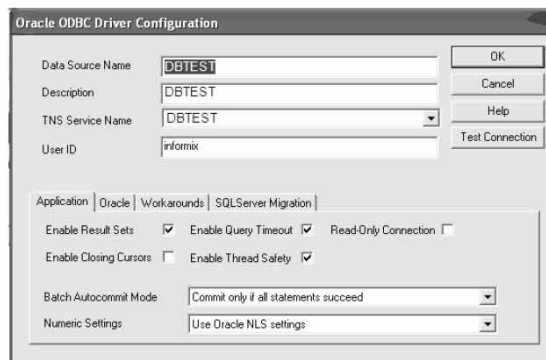 Oracle ODBC Driver Configuration
Data Source Name DBTEST OK
Description DBTEST Cancel
TNS Service Name DBTEST Help
User ID informix Test Connection
Application Oracle Workarounds SQLServer Migration
Enable Result Sets Enable Query Timeout Read-Only Connection
Enable Closing Cursors Enable Thread Safety
Batch Autocommit Mode Commit only if all statements succeed
Numeric Settings Use Oracle NLS settings